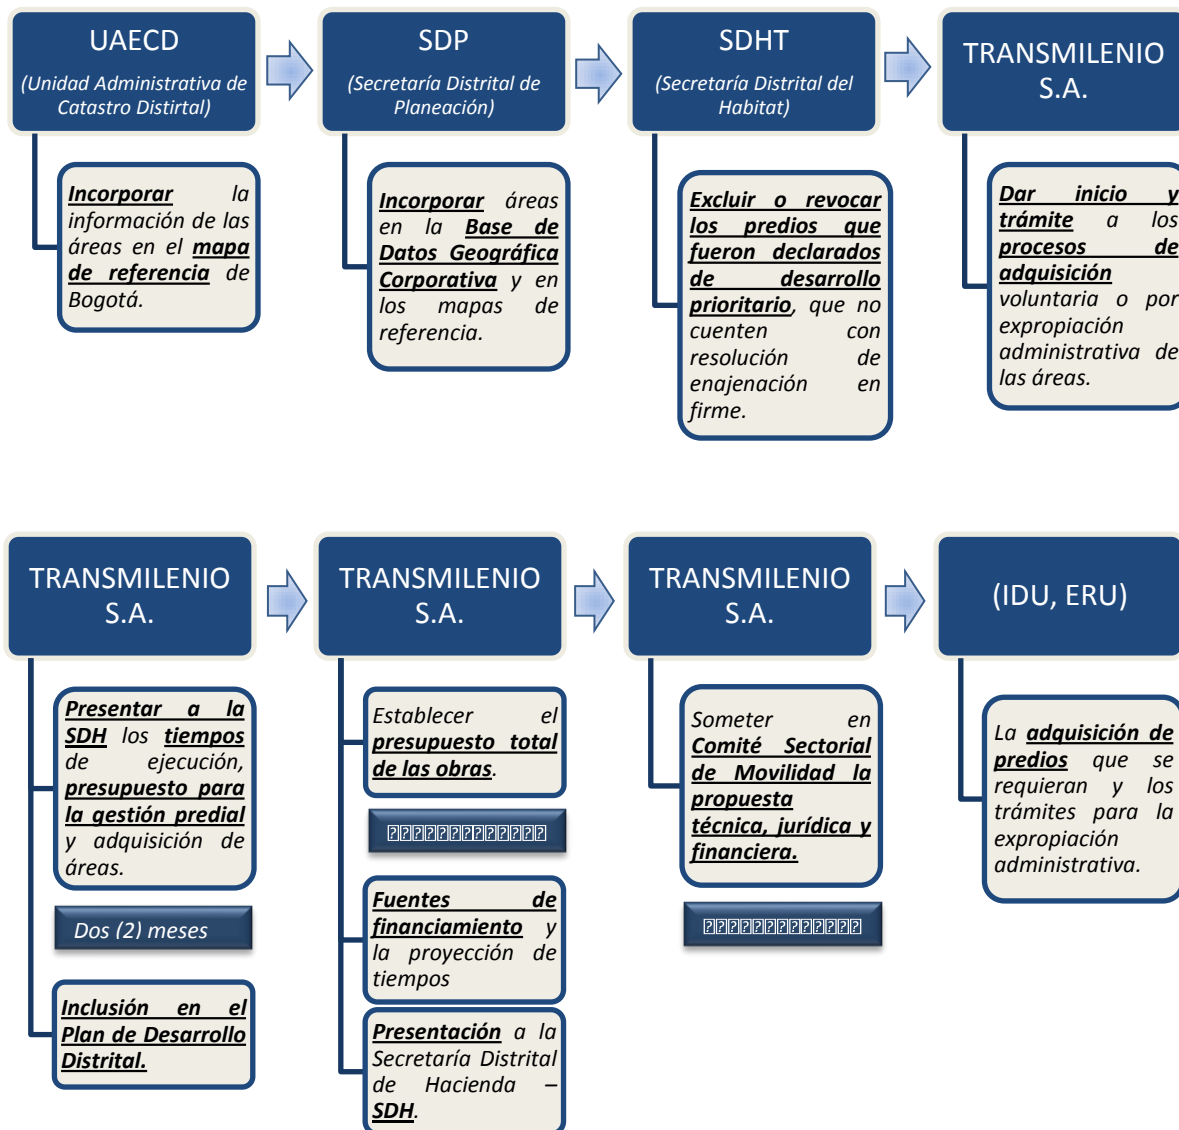 UAECD
(Unidad Administrativa de
Catastro Distirtal)
Incorporar la
información de las
áreas en el mapa
de referencia de
Bogotá.
SDP
(Secretaría Distrital de
Planeación)
Incorporar áreas
en la Base de
Datos Geográfica
Corporativa y en
los mapas de
referencia.
SDHT
(Secretaría Distrital del
Habitat)
Excluir o revocar
los predios que
fueron declarados
de desarrollo
prioritario, que no
cuenten con
resolución de
enajenación en
firme.
TRANSMILENIO
S.A.
Dar inicio y
trámite a los
procesos de
adquisición
voluntaria o por
expropiación
administrativa de
las áreas.
TRANSMILENIO
S.A.
Presentar a la
SDH los tiempos
de ejecución,
presupuesto para
la gestión predial
y adquisición de
áreas.
Dos (2) meses
Inclusión en el
Plan de Desarrollo
Distrital.
TRANSMILENIO
S.A.
Establecer el
presupuesto total
de las obras.
Fuentes de
financiamiento y
la proyección de
tiempos
Presentación a la
Secretaría Distrital
de Hacienda –
SDH.
TRANSMILENIO
S.A.
Someter en
Comité Sectorial
de Movilidad la
propuesta
técnica, jurídica y
financiera.
(IDU, ERU)
La adquisición de
predios que se
requieran y los
trámites para la
expropiación
administrativa.